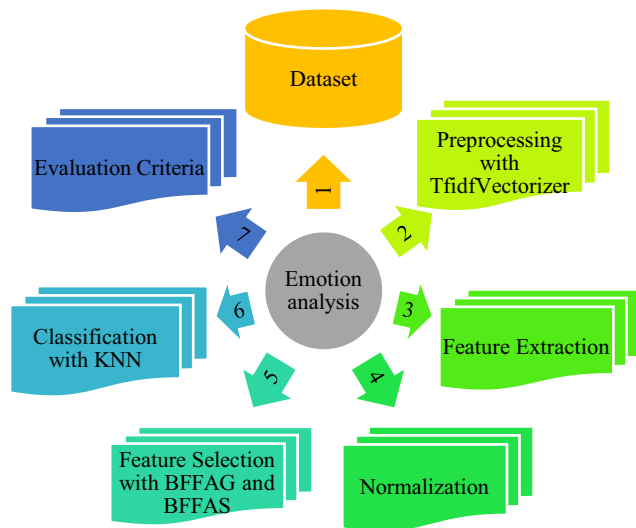 Dataset
1
Preprocessing
with
TfidfVectorizer
2
Feature Extraction
3
Normalization
4
Feature Selection
with BFFAG and
BFFAS
5
Classification
with KNN
6
Evaluation Criteria
7
Emotion
analysis